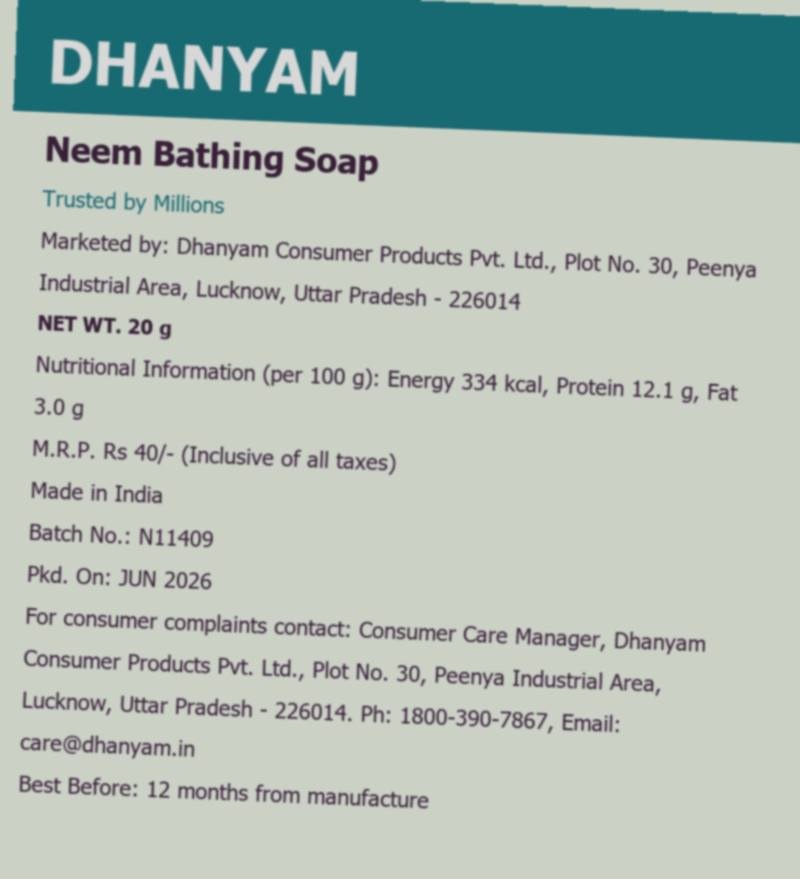 DHANYAM
Neem Bathing Soap
Trusted by Millions
Marketed by: Dhanyam Consumer Products Pvt. Ltd., Plot No. 30, Peenya
Industrial Area, Lucknow, Uttar Pradesh - 226014
NET WT. 20 g
Nutritional Information (per 100 g): Energy 334 kcal, Protein 12.1 g, Fat
3.0 g
M.R.P. Rs 40/- (Inclusive of all taxes)
Made in India
Batch No.: N11409
Pkd. On: JUN 2026
For consumer complaints contact: Consumer Care Manager, Dhanyam
Consumer Products Pvt. Ltd., Plot No. 30, Peenya Industrial Area,
Lucknow, Uttar Pradesh - 226014. Ph: 1800-390-7867, Email:
care@dhanyam.in
Best Before: 12 months from manufacture